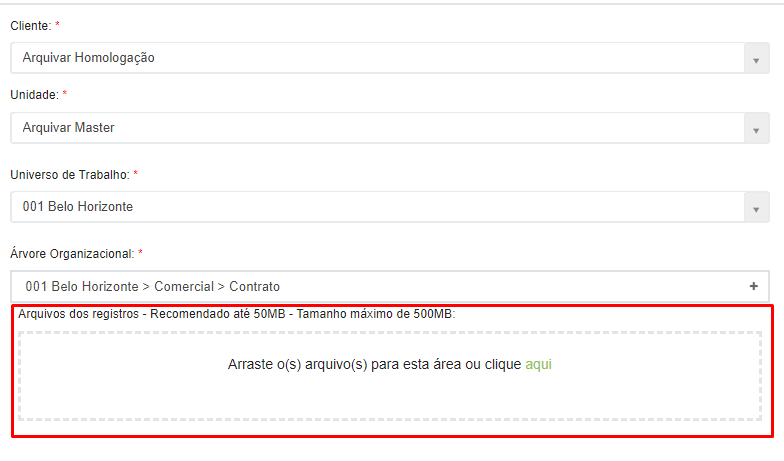 Cliente: *
Arquivar Homologação
Unidade: *
Arquivar Master
Universo de Trabalho: *
001 Belo Horizonte
Árvore Organizacional: *
001 Belo Horizonte > Comercial > Contrato +
Arquivos dos registros - Recomendado até 50MB - Tamanho máximo de 500MB:
Arraste o(s) arquivo(s) para esta área ou clique aqui